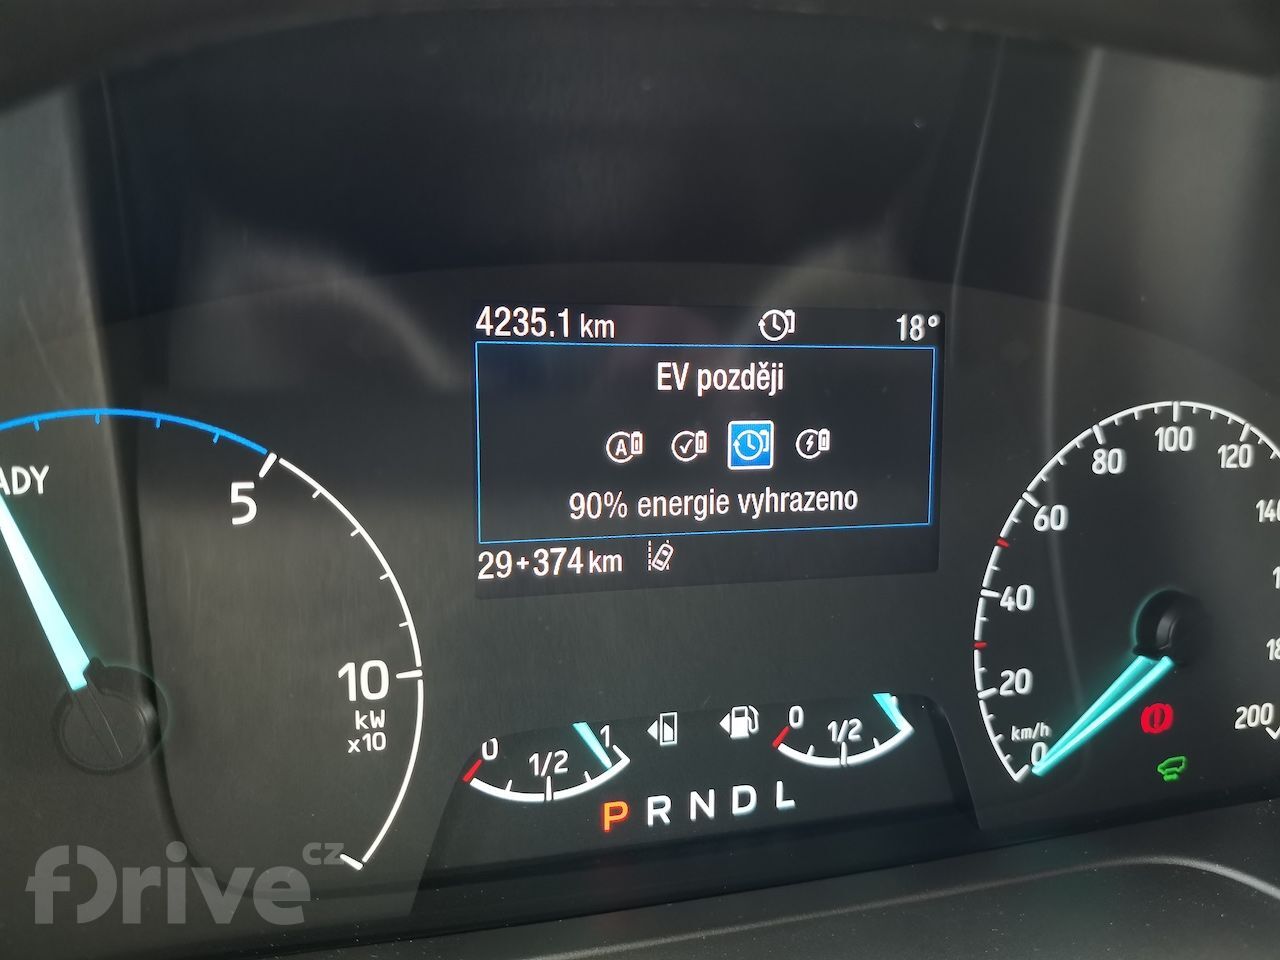 4235.1 km 18°
EV později
A
90% energie vyhrazeno
29+374 km
ADY
5
10
kW
x10
0 1/2 1
0 1/2
P R N D L
0 20 40 60 80 100 120 200
km/h
fDrive cz